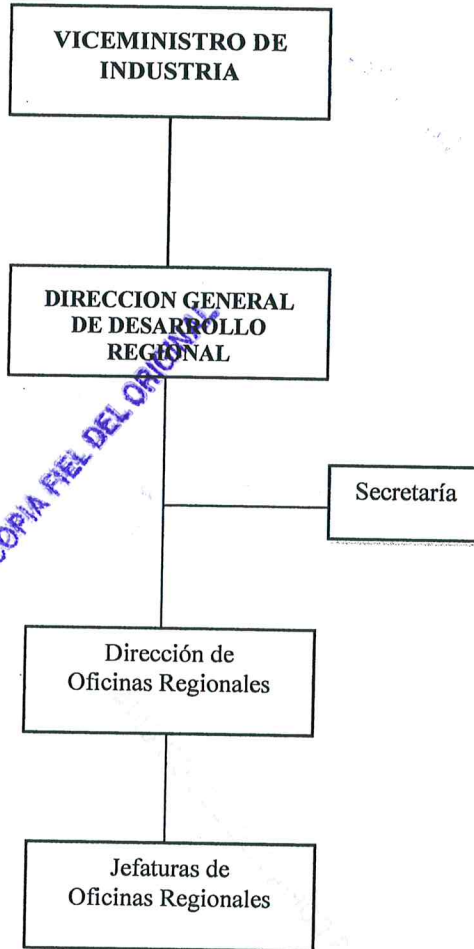 VICEMINISTRO DE
INDUSTRIA
DIRECCION GENERAL
DE DESARROLLO
REGIONAL
COPIA FIEL DEL ORIGINAL
Secretaría
Dirección de
Oficinas Regionales
Jefaturas de
Oficinas Regionales